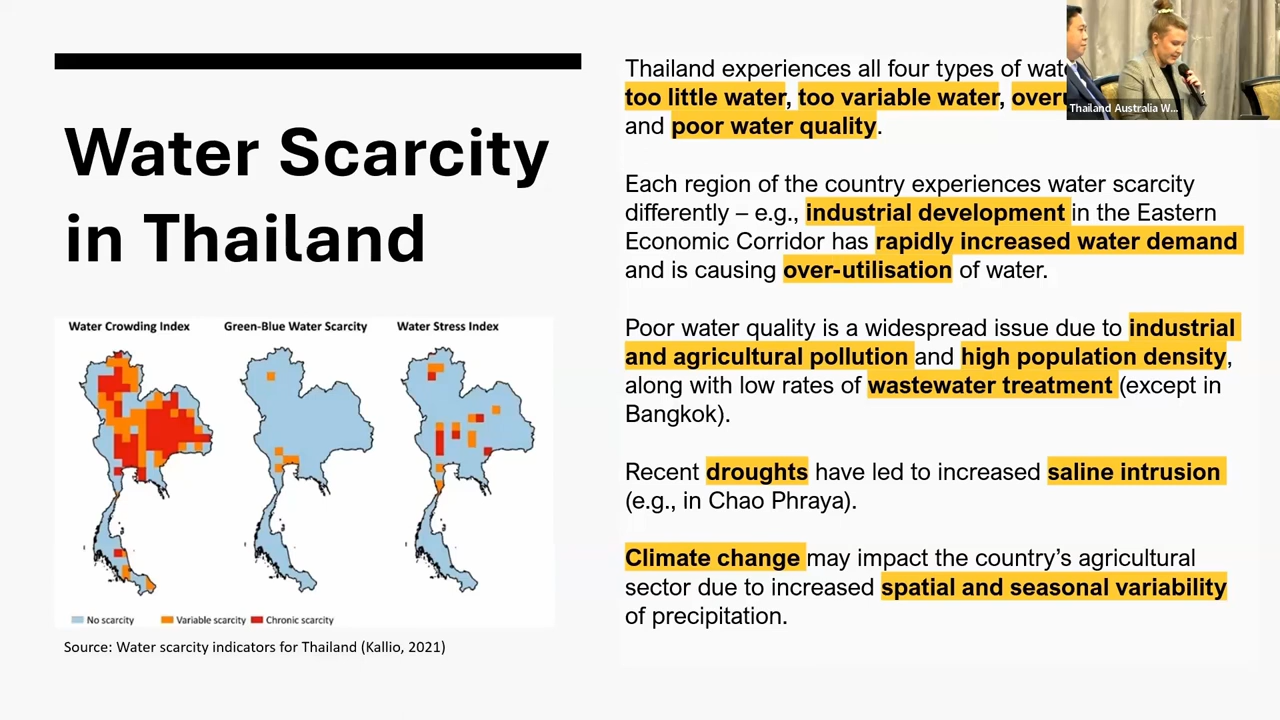 Water Scarcity
in Thailand
Water Crowding Index
Green-Blue Water Scarcity
Water Stress Index
No scarcity
Variable scarcity
Chronic scarcity
Source: Water scarcity indicators for Thailand (Kallio, 2021)
Thailand experiences all four types of
too little water, too variable water,
and poor water quality.
Each region of the country experiences water scarcity
differently – e.g., industrial development in the Eastern
Economic Corridor has rapidly increased water demand
and is causing over-utilisation of water.
Poor water quality is a widespread issue due to industrial
and agricultural pollution and high population density,
along with low rates of wastewater treatment (except in
Bangkok).
Recent droughts have led to increased saline intrusion
(e.g., in Chao Phraya).
Climate change may impact the country's agricultural
sector due to increased spatial and seasonal variability
of precipitation.
Thailand Australia W...